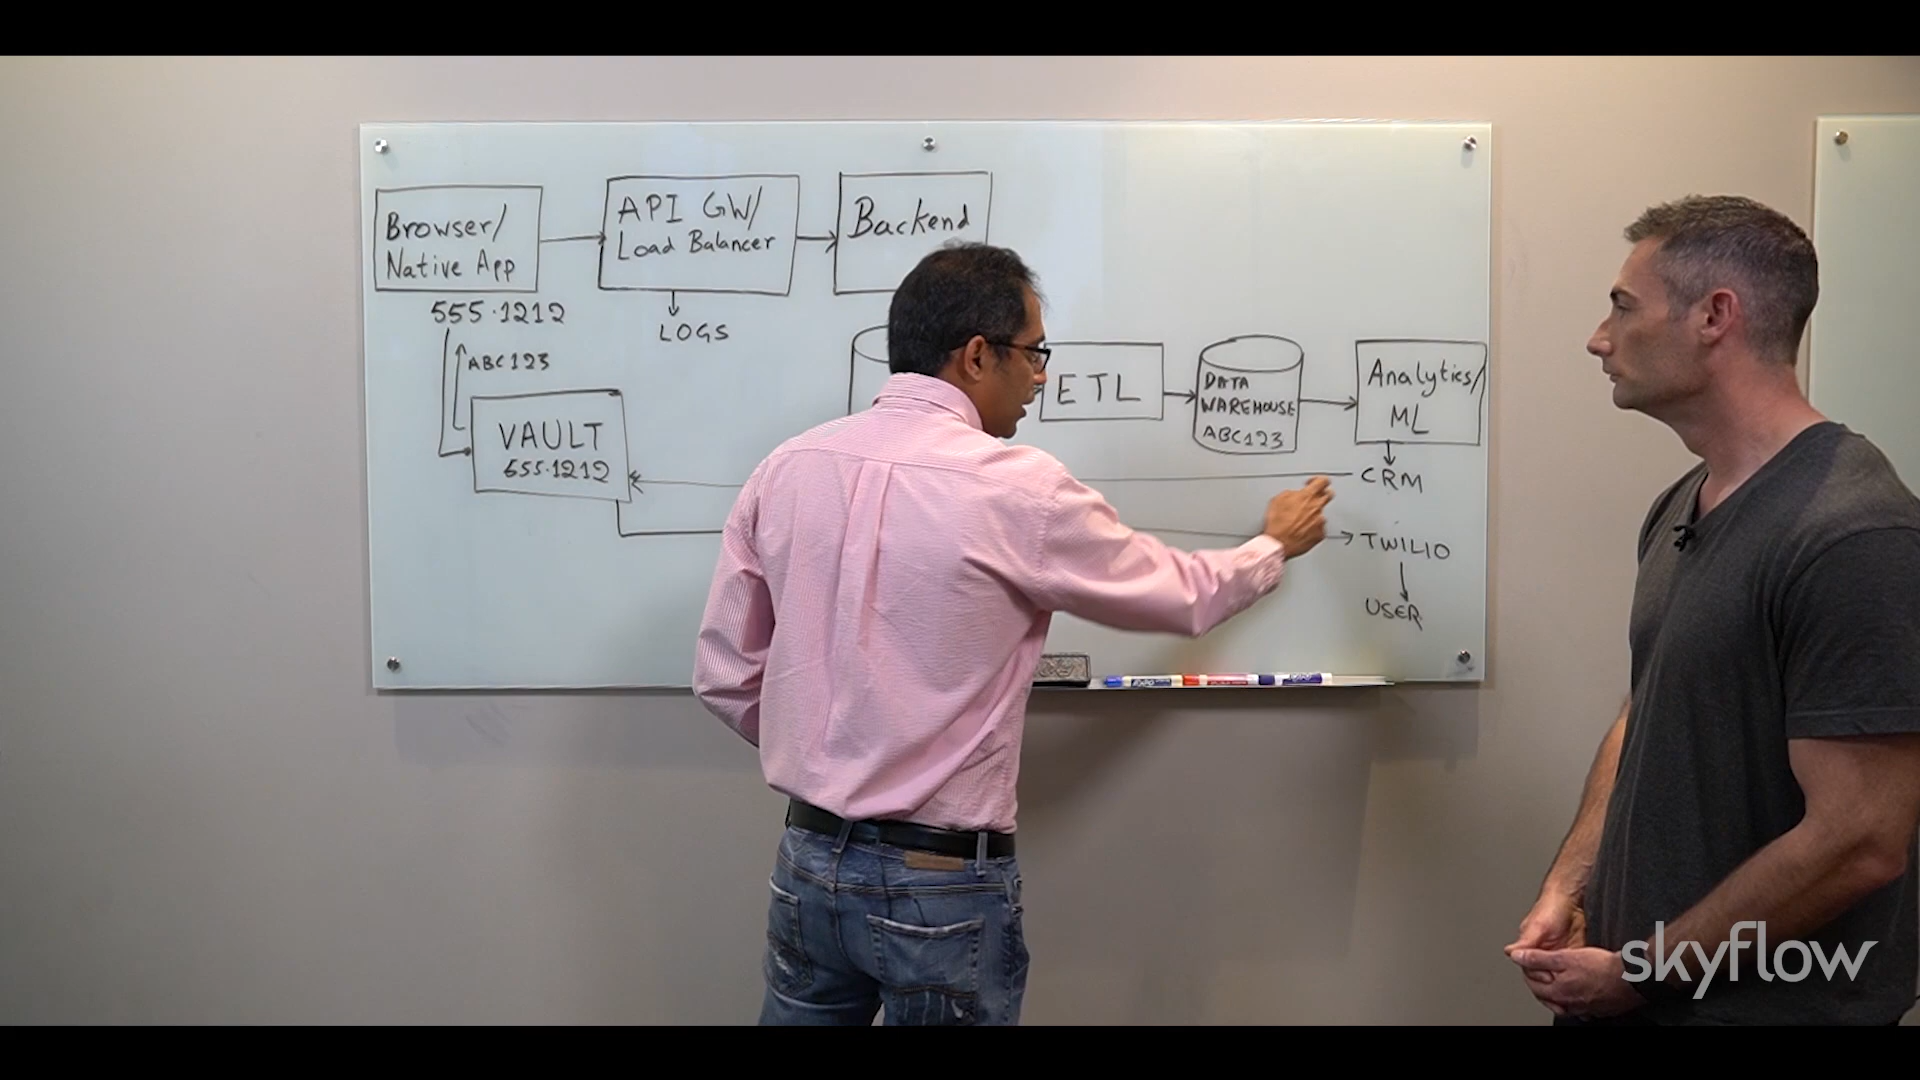 Browser/
Native App
API GW/
Load Balancer
Backend
555·1212
LOGS
ABC123
VAULT
555·1212
ETL
DATA
WAREHOUSE
ABC123
Analytics/
ML
CRM
TWILIO
USER
skyflow